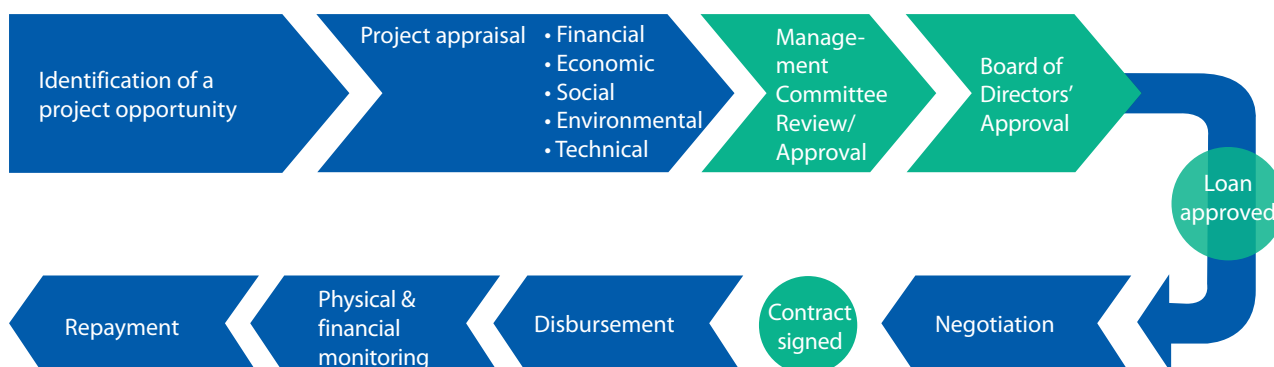 Identification of a
project opportunity
Project appraisal
• Financial
• Economic
• Social
• Environmental
• Technical
Manage-
ment
Committee
Review/
Approval
Board of
Directors’
Approval
Loan
approved
Negotiation
Contract
signed
Disbursement
Physical &
financial
monitoring
Repayment